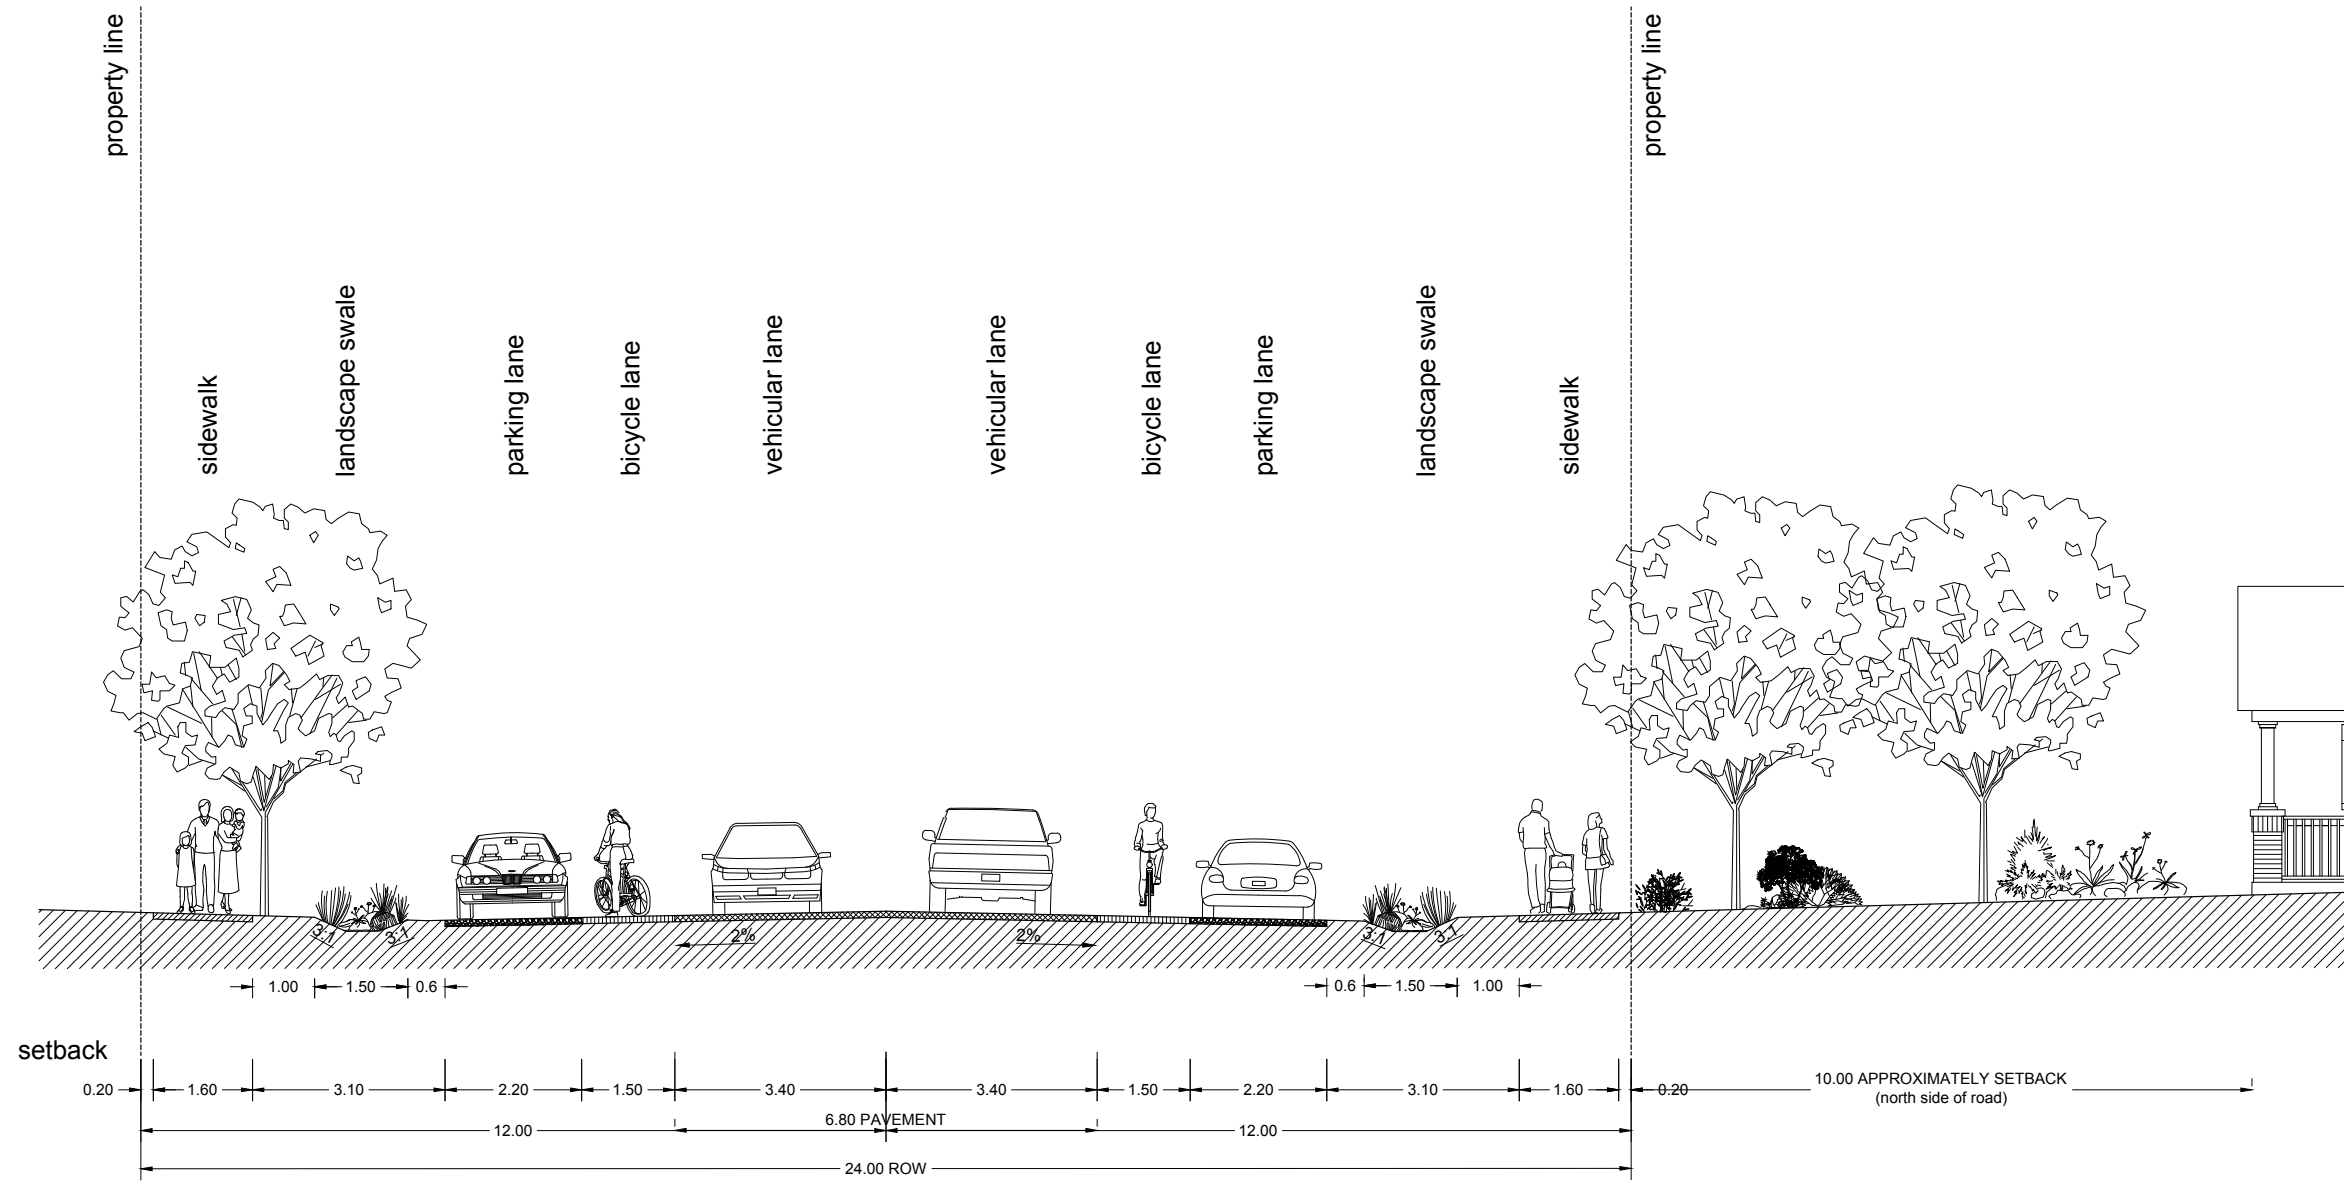 property line
property line
sidewalk
landscape swale
parking lane
bicycle lane
vehicular lane
vehicular lane
bicycle lane
parking lane
landscape swale
sidewalk
3:1
3:1
2%
2%
3:1
3:1
1.00
1.50
0.6
0.6
1.50
1.00
setback
0.20
1.60
3.10
2.20
1.50
3.40
3.40
1.50
2.20
3.10
1.60
0.20
10.00 APPROXIMATELY SETBACK
(north side of road)
6.80 PAVEMENT
12.00
12.00
24.00 ROW